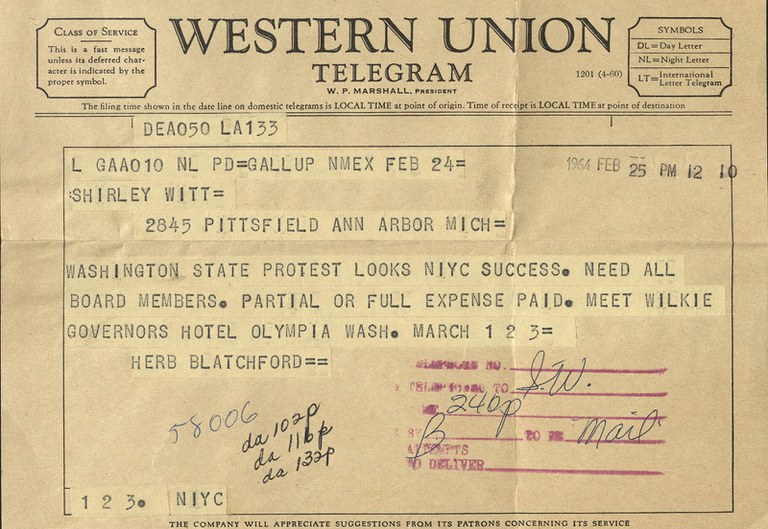 CLASS OF SERVICE
This is a fast message
unless its deferred char-
acter is indicated by the
proper symbol.
WESTERN UNION
TELEGRAM
W. P. MARSHALL, PRESIDENT
1201 (4-60)
SYMBOLS
DL=Day Letter
NL=Night Letter
LT=International Letter Telegram
The filing time shown in the date line on domestic telegrams is LOCAL TIME at point of origin. Time of receipt is LOCAL TIME at point of destination
DEA050 LA133
L GAA010 NL PD=GALLUP NMEX FEB 24=
1964 FEB 25 PM 12 10
SHIRLEY WITT=
2845 PITTSFIELD ANN ARBOR MICH=
WASHINGTON STATE PROTEST LOOKS NIYC SUCCESS. NEED ALL
BOARD MEMBERS. PARTIAL OR FULL EXPENSE PAID. MEET WILKIE
GOVERNORS HOTEL OLYMPIA WASH. MARCH 1 2 3=
HERB BLATCHFORD==
NO.
TO S.W.
240p
B TO BE Mail
ATTEMPTS
TO DELIVER
58006
da 102p
da 116p
da 132p
1 2 3. NIYC
THE COMPANY WILL APPRECIATE SUGGESTIONS FROM ITS PATRONS CONCERNING ITS SERVICE